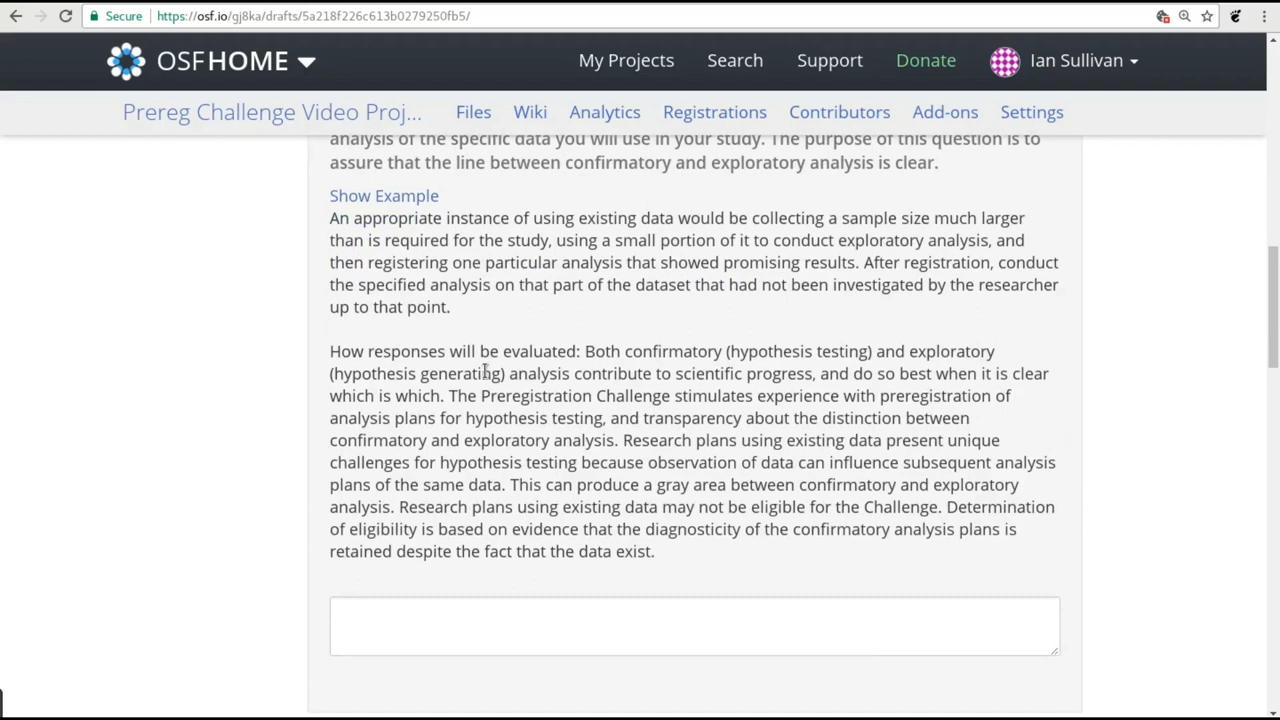 Secure
https://osf.io/gj8ka/drafts/5a218f226c613b0279250fb5/
OSFHOME
My Projects
Search
Support
Donate
Ian Sullivan
Prereg Challenge Video Proj...
Files
Wiki
Analytics
Registrations
Contributors
Add-ons
Settings
analysis of the specific data you will use in your study. The purpose of this question is to
assure that the line between confirmatory and exploratory analysis is clear.
Show Example
An appropriate instance of using existing data would be collecting a sample size much larger
than is required for the study, using a small portion of it to conduct exploratory analysis, and
then registering one particular analysis that showed promising results. After registration, conduct
the specified analysis on that part of the dataset that had not been investigated by the researcher
up to that point.
How responses will be evaluated: Both confirmatory (hypothesis testing) and exploratory
(hypothesis generating) analysis contribute to scientific progress, and do so best when it is clear
which is which. The Preregistration Challenge stimulates experience with preregistration of
analysis plans for hypothesis testing, and transparency about the distinction between
confirmatory and exploratory analysis. Research plans using existing data present unique
challenges for hypothesis testing because observation of data can influence subsequent analysis
plans of the same data. This can produce a gray area between confirmatory and exploratory
analysis. Research plans using existing data may not be eligible for the Challenge. Determination
of eligibility is based on evidence that the diagnosticity of the confirmatory analysis plans is
retained despite the fact that the data exist.